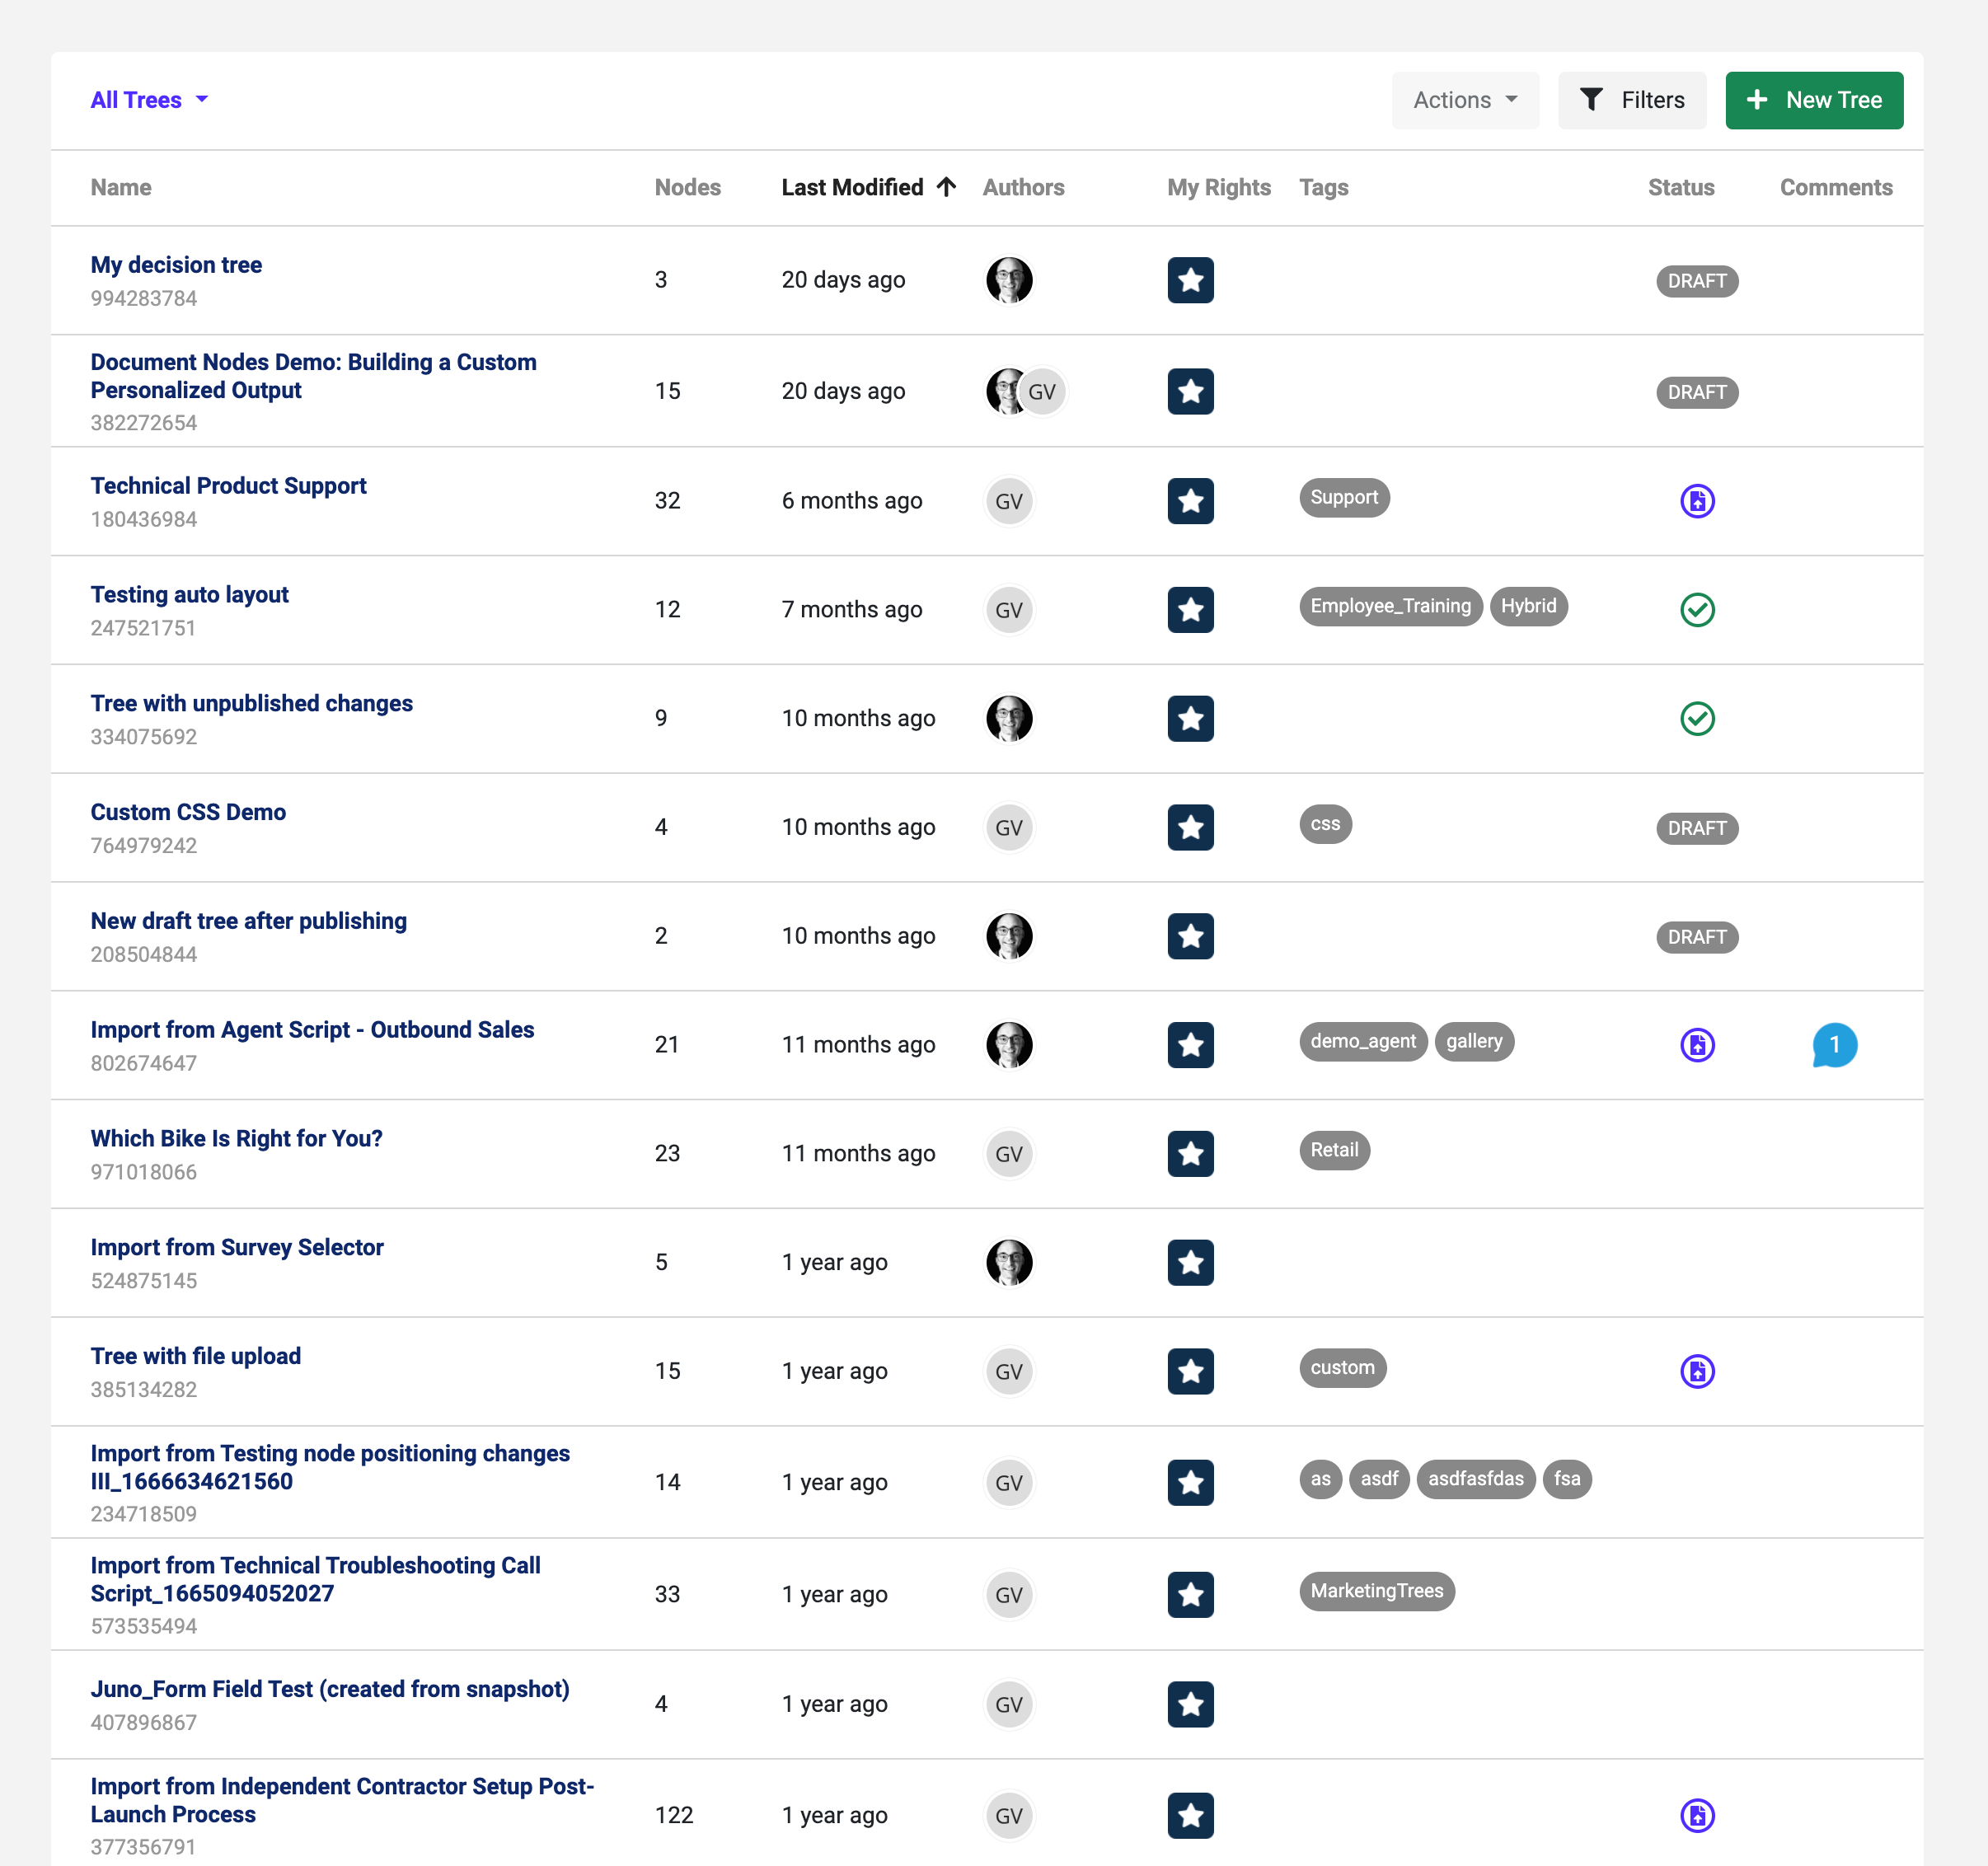 All Trees
Actions
Filters
New Tree
Name Nodes Last Modified Authors My Rights Tags Status Comments
My decision tree
994283784
3 20 days ago DRAFT
Document Nodes Demo: Building a Custom
Personalized Output
382272654
15 20 days ago GV DRAFT
Technical Product Support
180436984
32 6 months ago GV Support
Testing auto layout
247521751
12 7 months ago GV Employee_Training Hybrid
Tree with unpublished changes
334075692
9 10 months ago
Custom CSS Demo
764979242
4 10 months ago GV css DRAFT
New draft tree after publishing
208504844
2 10 months ago DRAFT
Import from Agent Script - Outbound Sales
802674647
21 11 months ago demo_agent gallery 1
Which Bike Is Right for You?
971018066
23 11 months ago GV Retail
Import from Survey Selector
524875145
5 1 year ago
Tree with file upload
385134282
15 1 year ago GV custom
Import from Testing node positioning changes
III_1666634621560
234718509
14 1 year ago GV as asdf asdfasfdas fsa
Import from Technical Troubleshooting Call
Script_1665094052027
573535494
33 1 year ago GV MarketingTrees
Juno_Form Field Test (created from snapshot)
407896867
4 1 year ago GV
Import from Independent Contractor Setup Post-
Launch Process
377356791
122 1 year ago GV